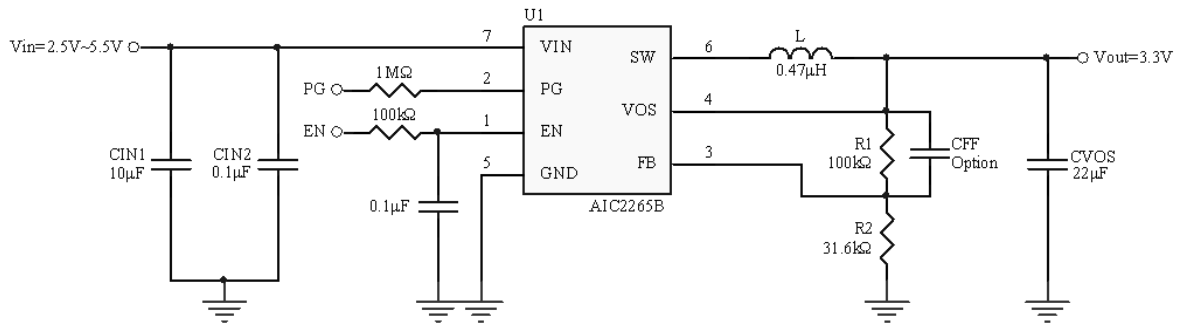 U1
Vin=2.5V~5.5V
7
VIN
SW
6
L
0.47μH
Vout=3.3V
1MΩ
PG
2
PG
VOS
4
100kΩ
EN
1
EN
FB
3
R1
100kΩ
CFF
Option
CIN1
10μF
CIN2
0.1μF
5
GND
CVOS
22μF
0.1μF
AIC2265B
R2
31.6kΩ